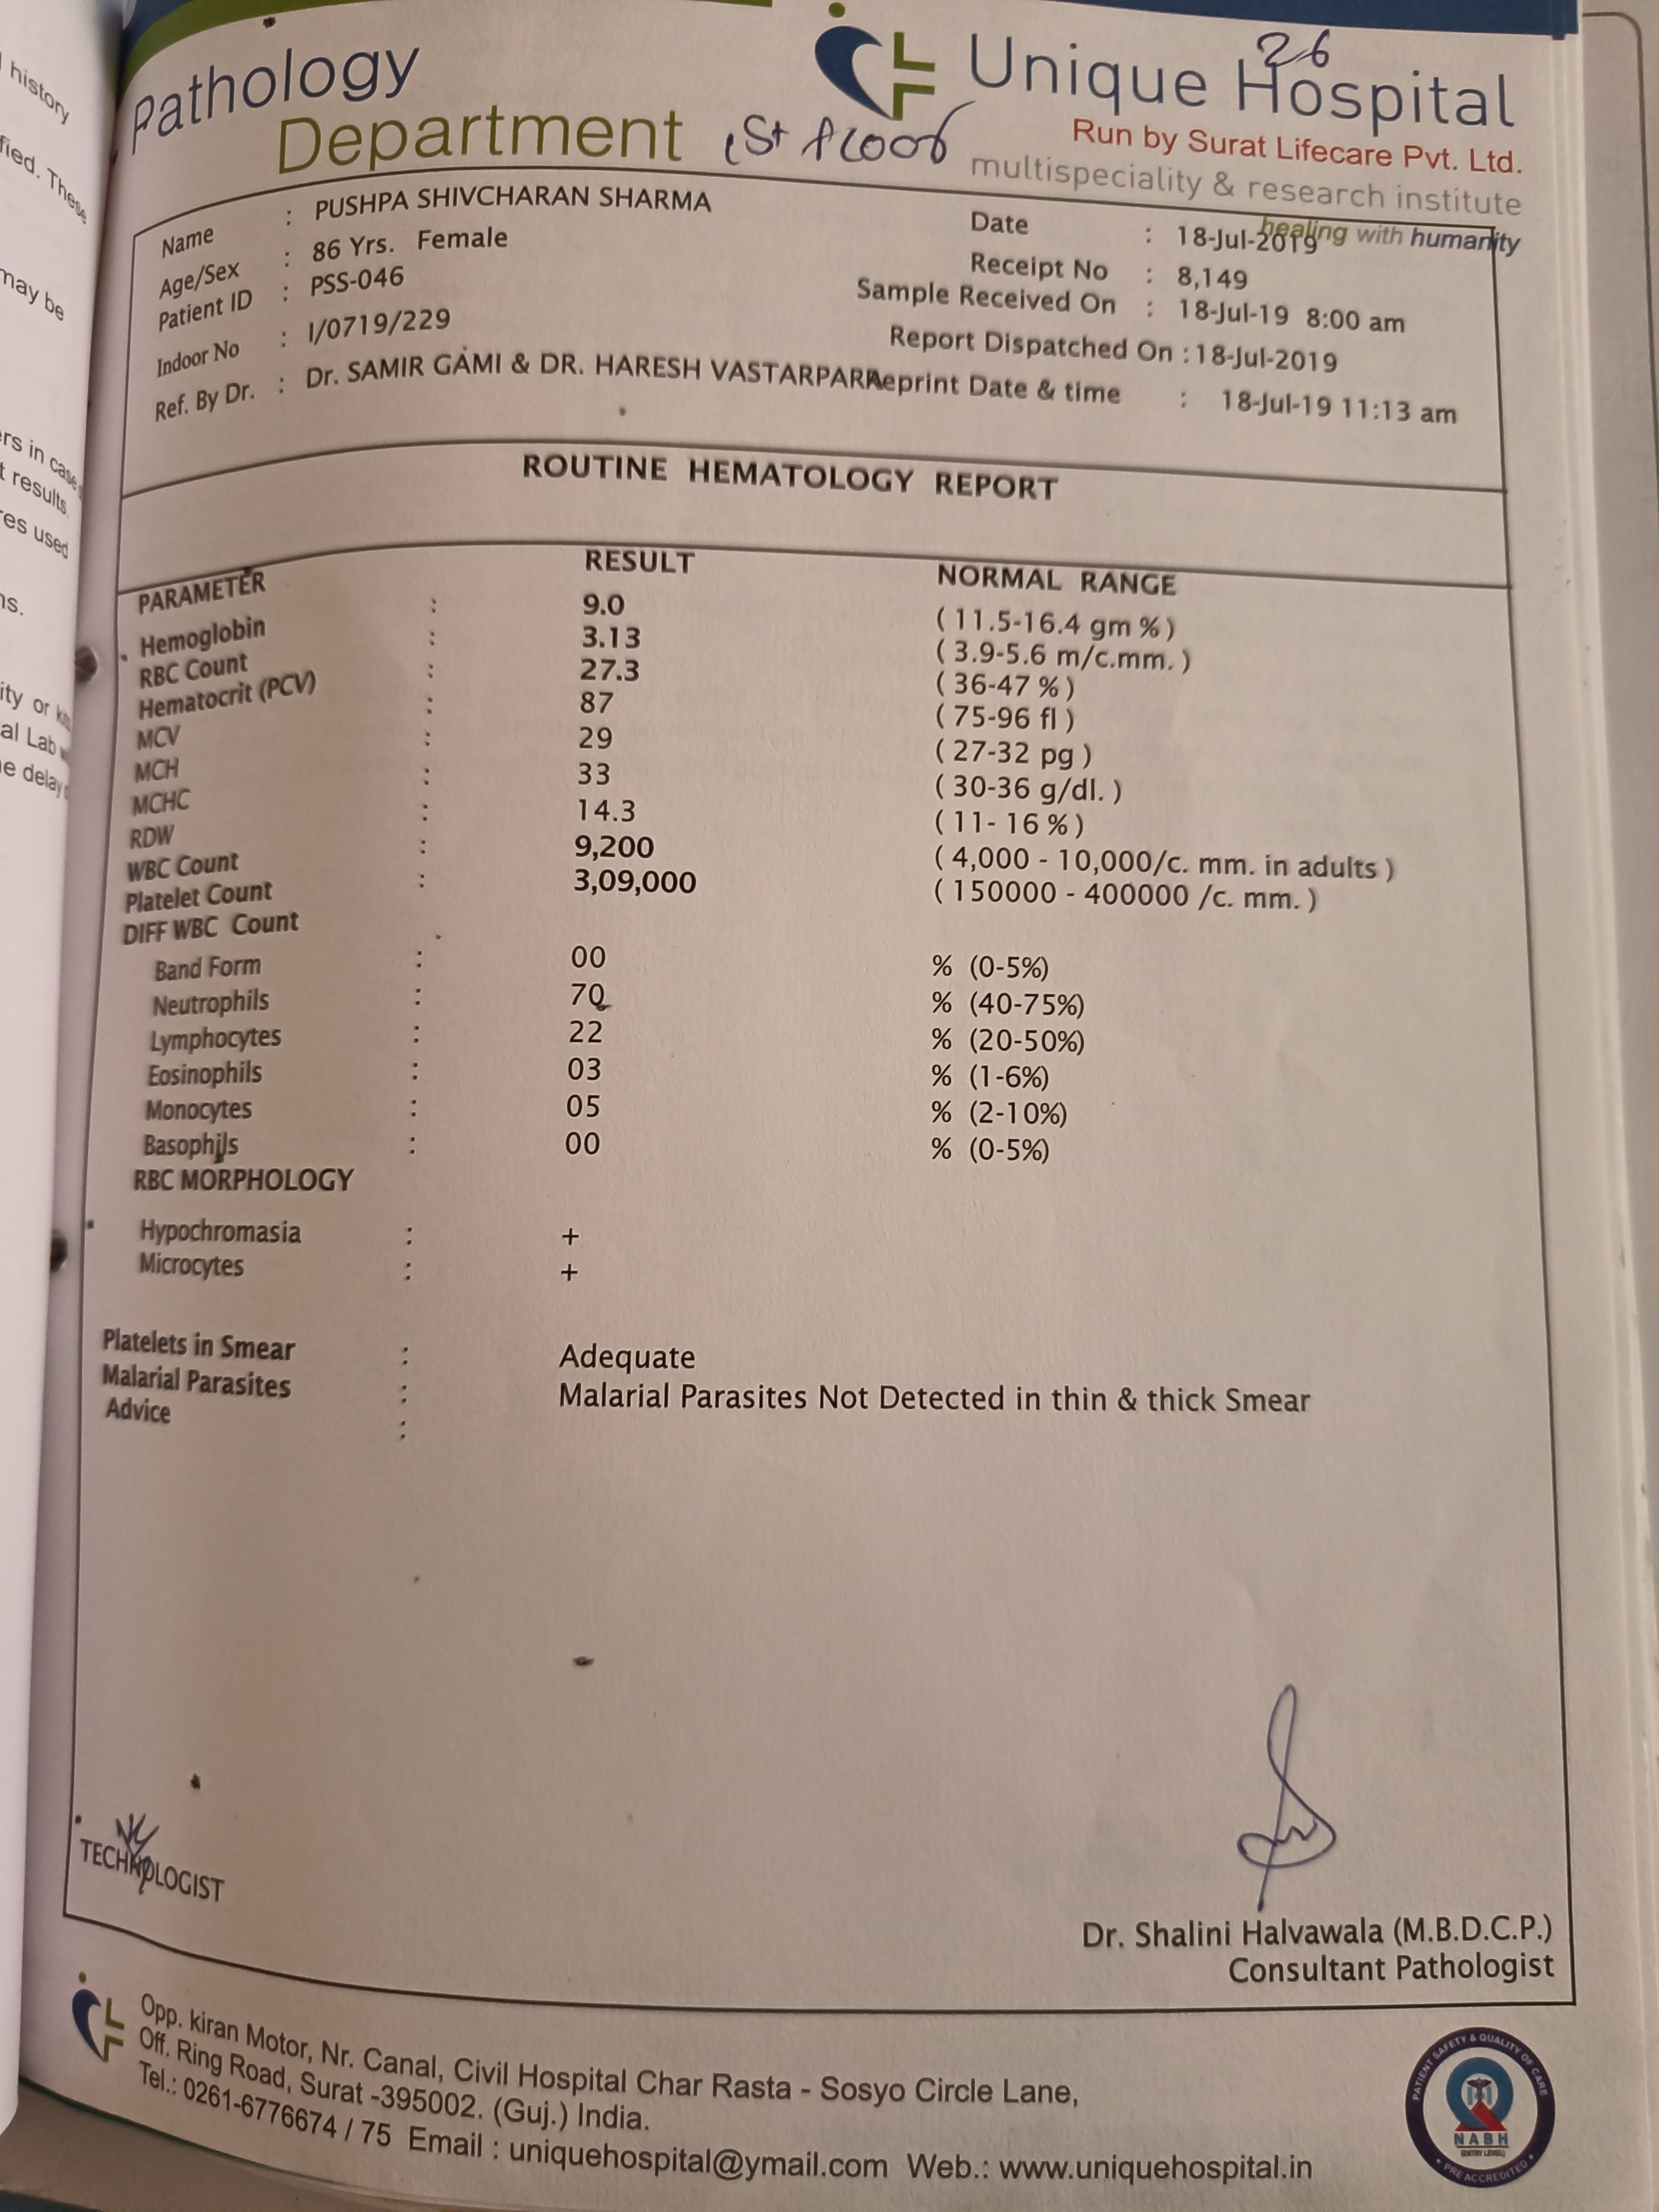 history
fied. These
may be
ers in case
t results.
res used
ns.
ity or
al Lab
e delay
26
Pathology
Department
Unique Hospital
Run by Surat Lifecare Pvt. Ltd.
multispeciality & research institute
healing with humanity
1st floor
Name : PUSHPA SHIVCHARAN SHARMA
Age/Sex : 86 Yrs. Female
Patient ID : PSS-046
Indoor No : I/0719/229
Ref. By Dr. : Dr. SAMIR GAMI & DR. HARESH VASTARPARA
Date : 18-Jul-2019
Receipt No : 8,149
Sample Received On : 18-Jul-19 8:00 am
Report Dispatched On : 18-Jul-2019
Reprint Date & time : 18-Jul-19 11:13 am
ROUTINE HEMATOLOGY REPORT
PARAMETER RESULT NORMAL RANGE
Hemoglobin : 9.0 ( 11.5-16.4 gm % )
RBC Count : 3.13 ( 3.9-5.6 m/c.mm. )
Hematocrit (PCV) : 27.3 ( 36-47 % )
MCV : 87 ( 75-96 fl )
MCH : 29 ( 27-32 pg )
MCHC : 33 ( 30-36 g/dl. )
RDW : 14.3 ( 11- 16 % )
WBC Count : 9,200 ( 4,000 - 10,000/c. mm. in adults )
Platelet Count : 3,09,000 ( 150000 - 400000 /c. mm. )
DIFF WBC Count
Band Form : 00 % (0-5%)
Neutrophils : 70 % (40-75%)
Lymphocytes : 22 % (20-50%)
Eosinophils : 03 % (1-6%)
Monocytes : 05 % (2-10%)
Basophils : 00 % (0-5%)
RBC MORPHOLOGY
Hypochromasia : +
Microcytes : +
Platelets in Smear : Adequate
Malarial Parasites : Malarial Parasites Not Detected in thin & thick Smear
Advice :
TECHNOLOGIST
Dr. Shalini Halvawala (M.B.D.C.P.)
Consultant Pathologist
Opp. kiran Motor, Nr. Canal, Civil Hospital Char Rasta - Sosyo Circle Lane,
Off. Ring Road, Surat -395002. (Guj.) India.
Tel.: 0261-6776674 / 75 Email : uniquehospital@ymail.com Web.: www.uniquehospital.in
PATIENT SAFETY & QUALITY OF CARE
NABH
(ENTRY LEVEL)
PRE ACCREDITED